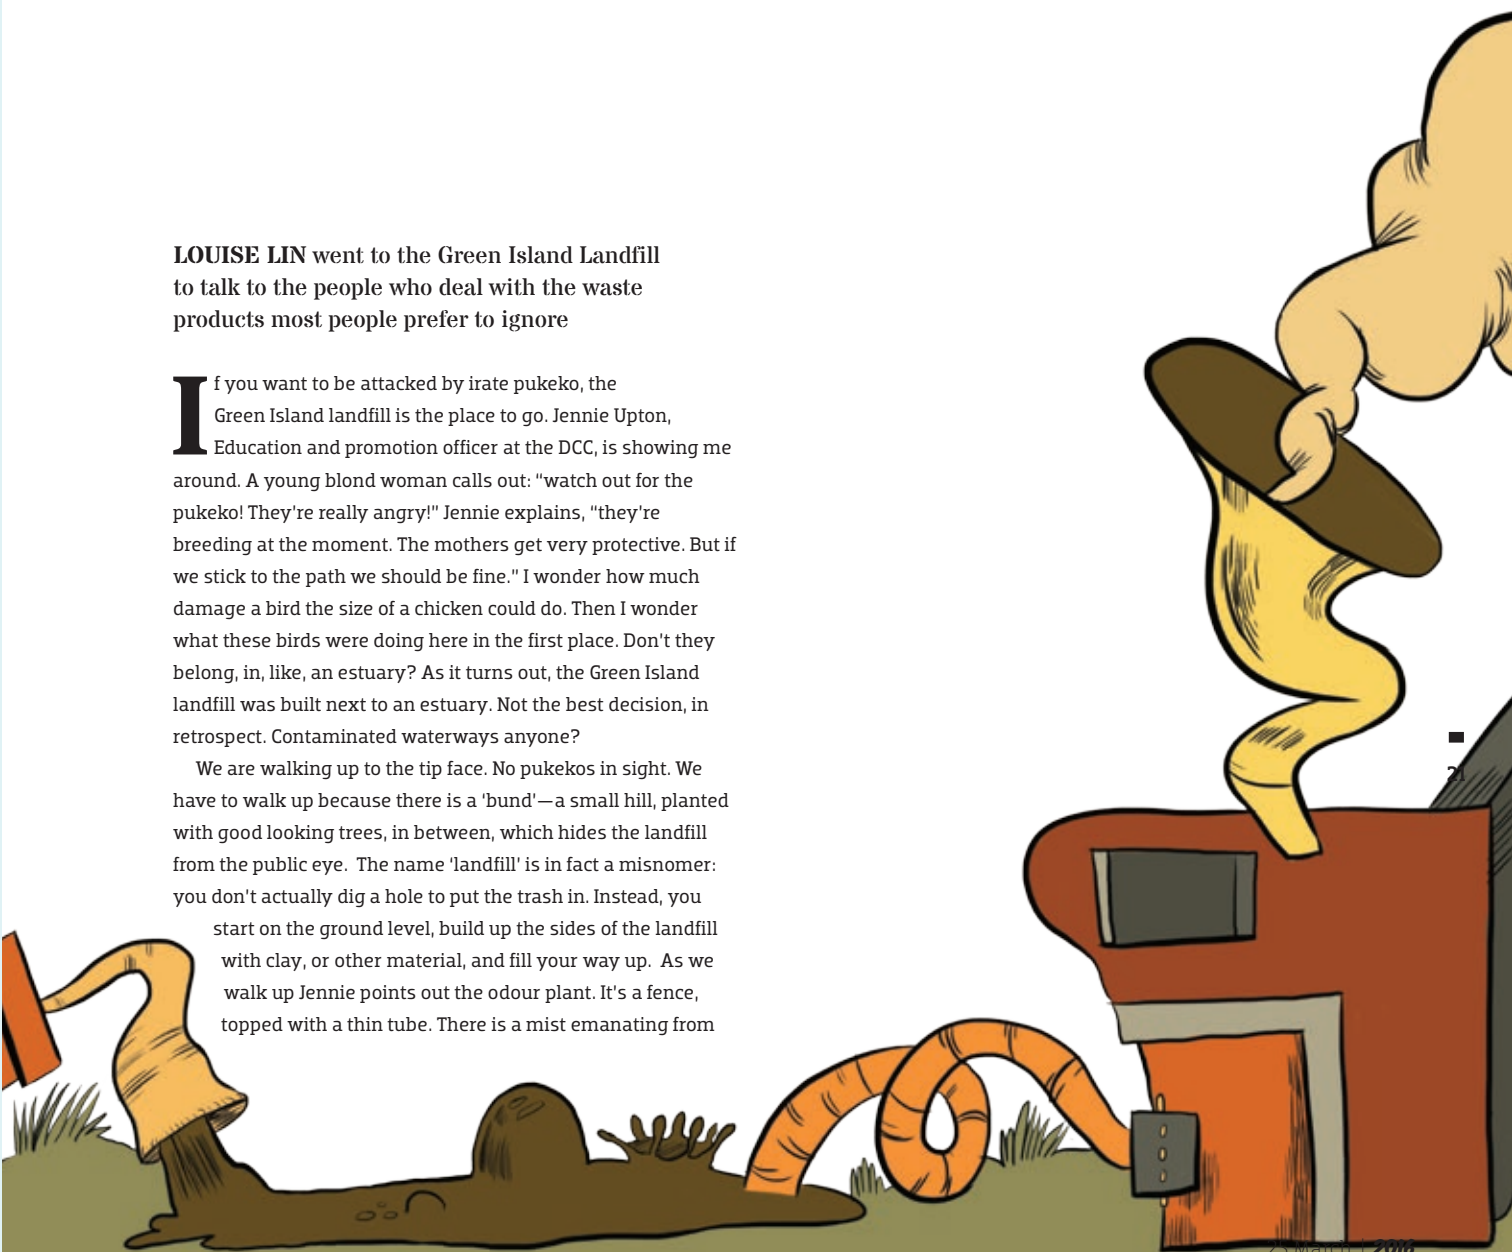 LOUISE LIN went to the Green Island Landfill
to talk to the people who deal with the waste
products most people prefer to ignore
If you want to be attacked by irate pukeko, the
Green Island landfill is the place to go. Jennie Upton,
Education and promotion officer at the DCC, is showing me
around. A young blond woman calls out: “watch out for the
pukeko! They’re really angry!” Jennie explains, “they’re
breeding at the moment. The mothers get very protective. But if
we stick to the path we should be fine.” I wonder how much
damage a bird the size of a chicken could do. Then I wonder
what these birds were doing here in the first place. Don’t they
belong, in, like, an estuary? As it turns out, the Green Island
landfill was built next to an estuary. Not the best decision, in
retrospect. Contaminated waterways anyone?
We are walking up to the tip face. No pukekos in sight. We
have to walk up because there is a ‘bund’—a small hill, planted
with good looking trees, in between, which hides the landfill
from the public eye.  The name ‘landfill’ is in fact a misnomer:
you don’t actually dig a hole to put the trash in. Instead, you
start on the ground level, build up the sides of the landfill
with clay, or other material, and fill your way up.  As we
walk up Jennie points out the odour plant. It’s a fence,
topped with a thin tube. There is a mist emanating from
21